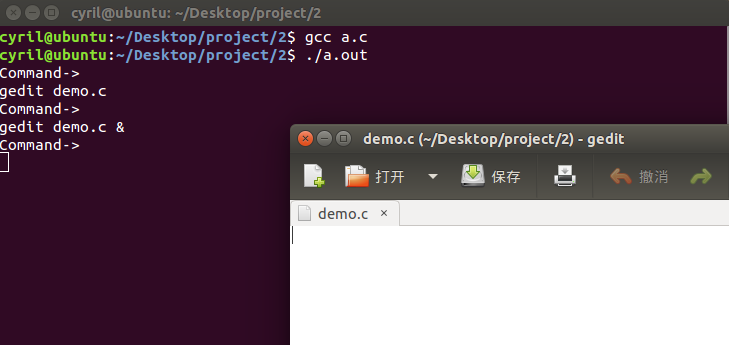 cyril@ubuntu: ~/Desktop/project/2
cyril@ubuntu:~/Desktop/project/2$ gcc a.c
cyril@ubuntu:~/Desktop/project/2$ ./a.out
Command->
gedit demo.c
Command->
gedit demo.c &
Command->
demo.c (~/Desktop/project/2) - gedit
打开 保存 撤消
demo.c ×